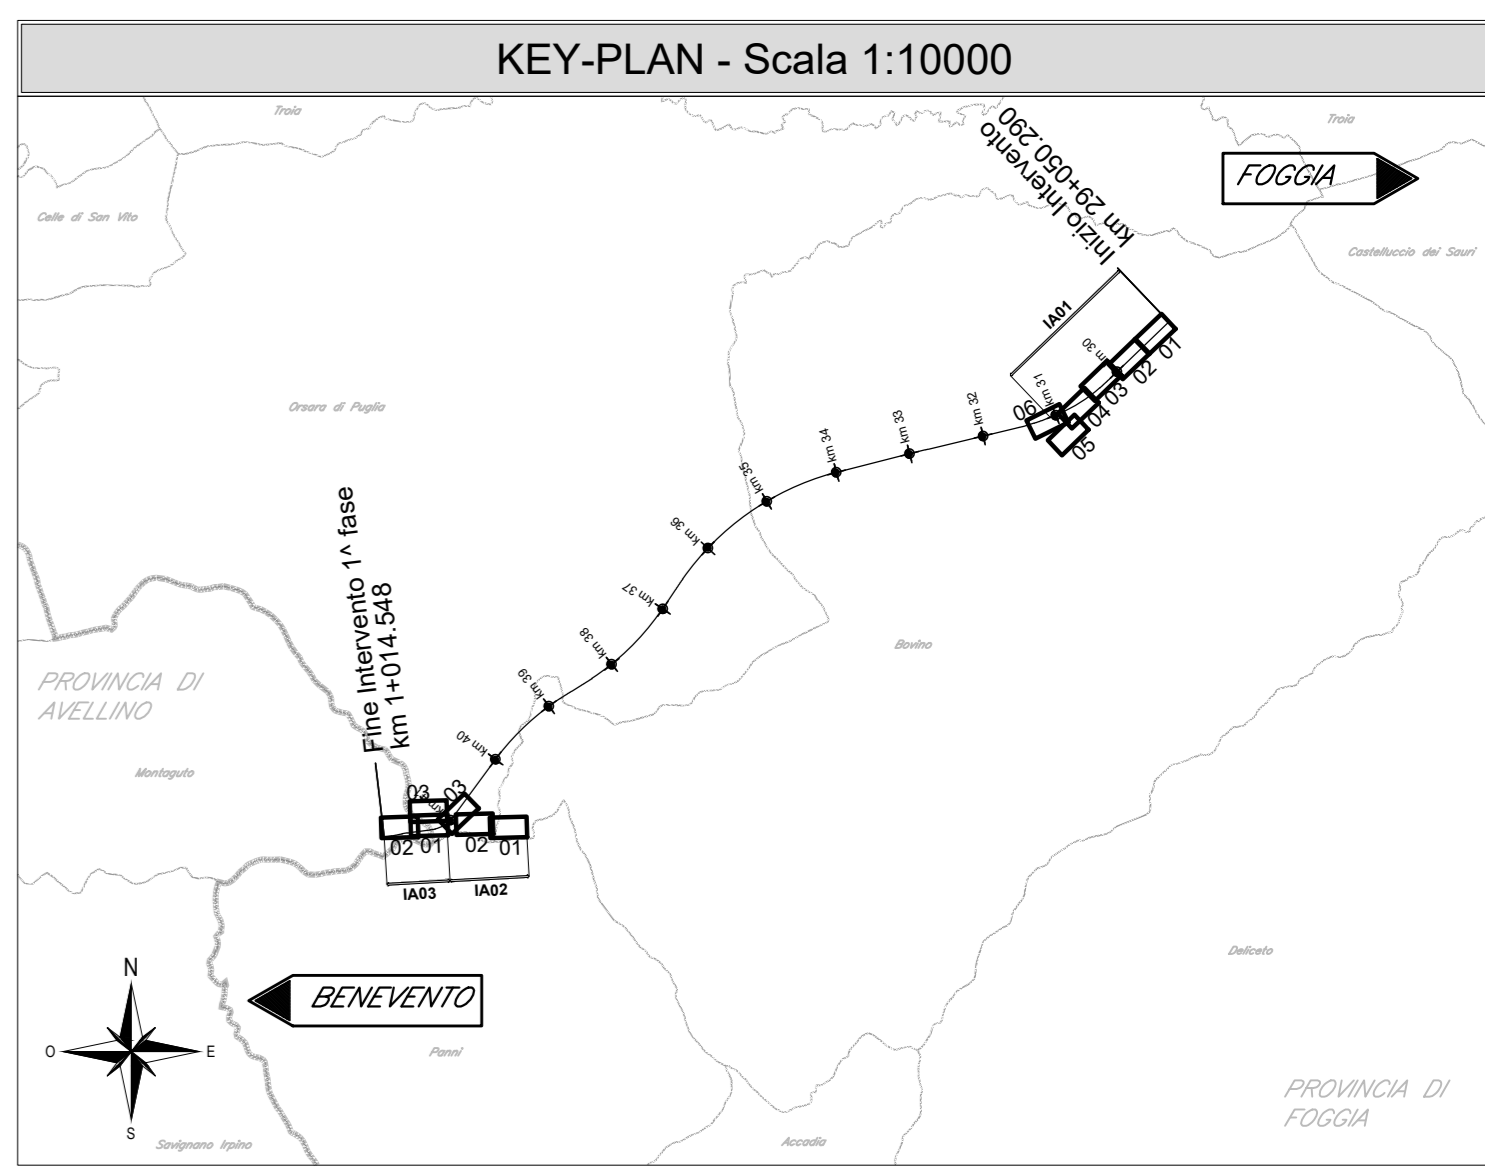 KEY-PLAN - Scala 1:10000
Troia
Troia
FOGGIA
Celle di San Vito
Castelluccio dei Sauri
Inizio Intervento
km 29+050.290
IA01
01
02
03
04
05
06
km 30
km 31
km 32
km 33
km 34
km 35
km 36
km 37
km 38
km 39
km 40
Orsara di Puglia
Bovino
Fine Intervento 1^ fase
km 1+014.548
PROVINCIA DI
AVELLINO
Montaguto
03
03
02
01
02
01
IA03
IA02
Deliceto
N
O
E
S
BENEVENTO
Panni
Savignano Irpino
Accadia
PROVINCIA DI
FOGGIA